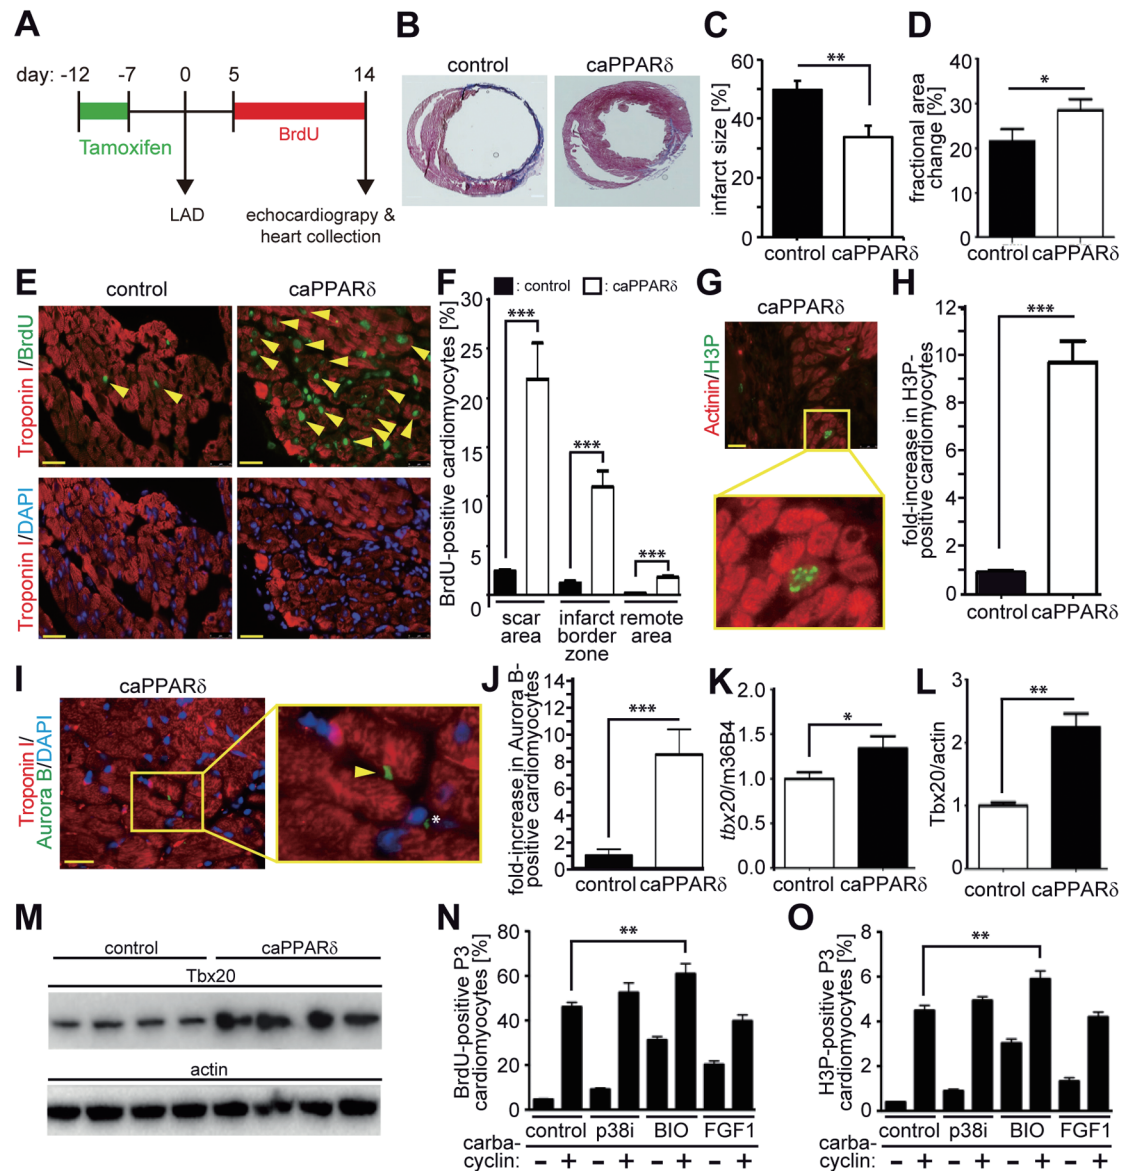 A
day: -12 -7 0 5 14
Tamoxifen
BrdU
LAD
echocardiograpy &
heart collection
B
control caPPARδ
C
infarct size [%]
60
40
20
0
**
control caPPARδ
D
fractional area
change [%]
40
30
20
10
0
*
control caPPARδ
E
control caPPARδ
Troponin I/BrdU
Troponin I/DAPI
F
: control : caPPARδ
BrdU-positive cardiomyocytes [%]
30
25
20
15
10
5
0
***
***
***
scar
area
infarct
border
zone
remote
area
G
caPPARδ
Actinin/H3P
H
fold-increase in H3P-
positive cardiomyocytes
12
10
8
6
4
2
0
***
control caPPARδ
I
caPPARδ
Troponin I/
Aurora B/DAPI
*
J
fold-increase in Aurora B-
positive cardiomyocytes
14
12
10
8
6
4
2
0
***
control caPPARδ
K
tbx20/m36B4
2.0
1.5
1.0
0.5
0.0
*
control caPPARδ
L
Tbx20/actin
3
2
1
0
**
control caPPARδ
M
control caPPARδ
Tbx20
actin
N
BrdU-positive P3
cardiomyocytes [%]
80
60
40
20
0
**
control p38i BIO FGF1
carba-
cyclin: - + - + - + - +
O
H3P-positive P3
cardiomyocytes [%]
8
6
4
2
0
**
control p38i BIO FGF1
carba-
cyclin: - + - + - + - +